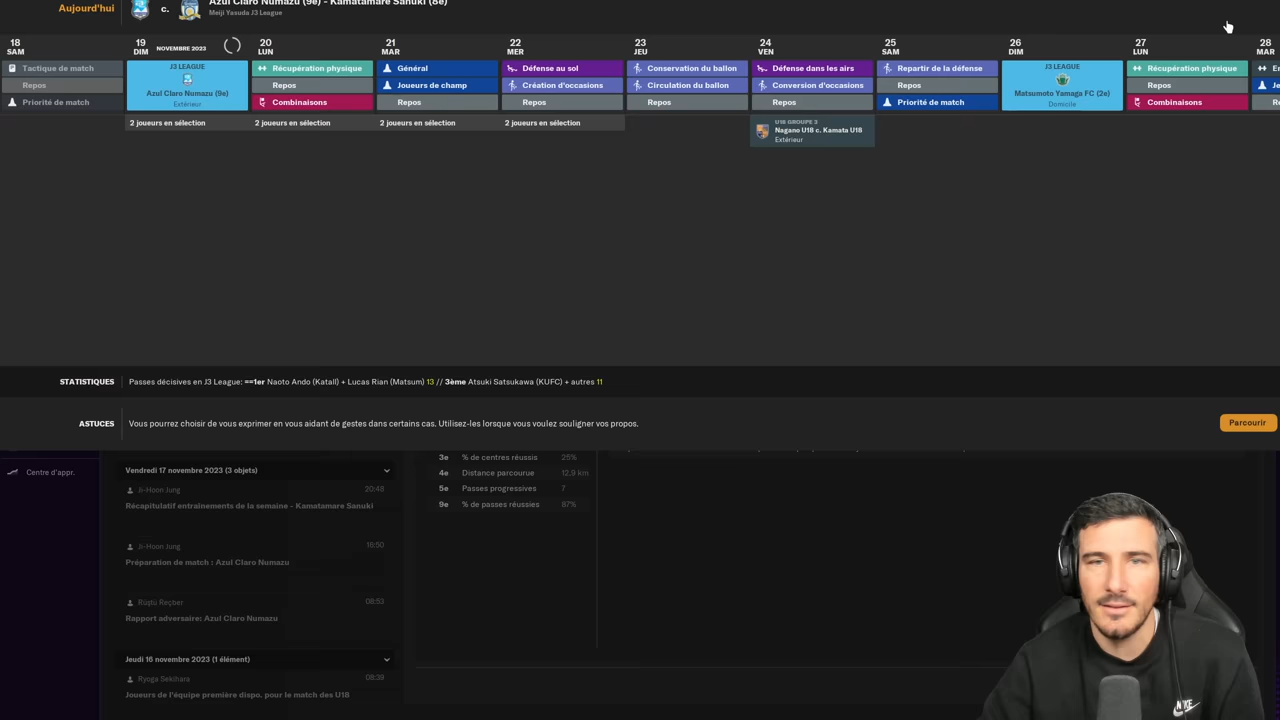 Aujourd'hui
c.
Azul Claro Numazu (9e) - Kamatamare Sanuki (8e)
Meiji Yasuda J3 League
18
SAM
19
DIM
NOVEMBRE 2023
20
LUN
21
MAR
22
MER
23
JEU
24
VEN
25
SAM
26
DIM
27
LUN
28
MAR
Tactique de match
Repos
Priorité de match
J3 LEAGUE
Azul Claro Numazu (9e)
Extérieur
Récupération physique
Repos
Combinaisons
Général
Joueurs de champ
Repos
Défense au sol
Création d'occasions
Repos
Conservation du ballon
Circulation du ballon
Repos
Défense dans les airs
Conversion d'occasions
Repos
Repartir de la défense
Repos
Priorité de match
J3 LEAGUE
Matsumoto Yamaga FC (2e)
Domicile
Récupération physique
Repos
Combinaisons
2 joueurs en sélection
2 joueurs en sélection
2 joueurs en sélection
2 joueurs en sélection
U18 GROUPE 3
Nagano U18 c. Kamata U18
Extérieur
STATISTIQUES
Passes décisives en J3 League: ==1er Naoto Ando (Katall) + Lucas Rian (Matsum) 13 // 3ème Atsuki Satsukawa (KUFC) + autres 11
ASTUCES
Vous pourrez choisir de vous exprimer en vous aidant de gestes dans certains cas. Utilisez-les lorsque vous voulez souligner vos propos.
Parcourir
Centre d'appr.
Vendredi 17 novembre 2023 (3 objets)
Ji-Hoon Jung
20:48
Récapitulatif entrainements de la semaine - Kamatamare Sanuki
Ji-Hoon Jung
16:50
Préparation de match : Azul Claro Numazu
Rüştü Reçber
08:53
Rapport adversaire: Azul Claro Numazu
Jeudi 16 novembre 2023 (1 élément)
Ryoga Sekihara
08:39
Joueurs de l'équipe première dispo. pour le match des U18
3e % de centres réussis 25%
4e Distance parcourue 12,9 km
5e Passes progressives 7
9e % de passes réussies 87%
NIKE